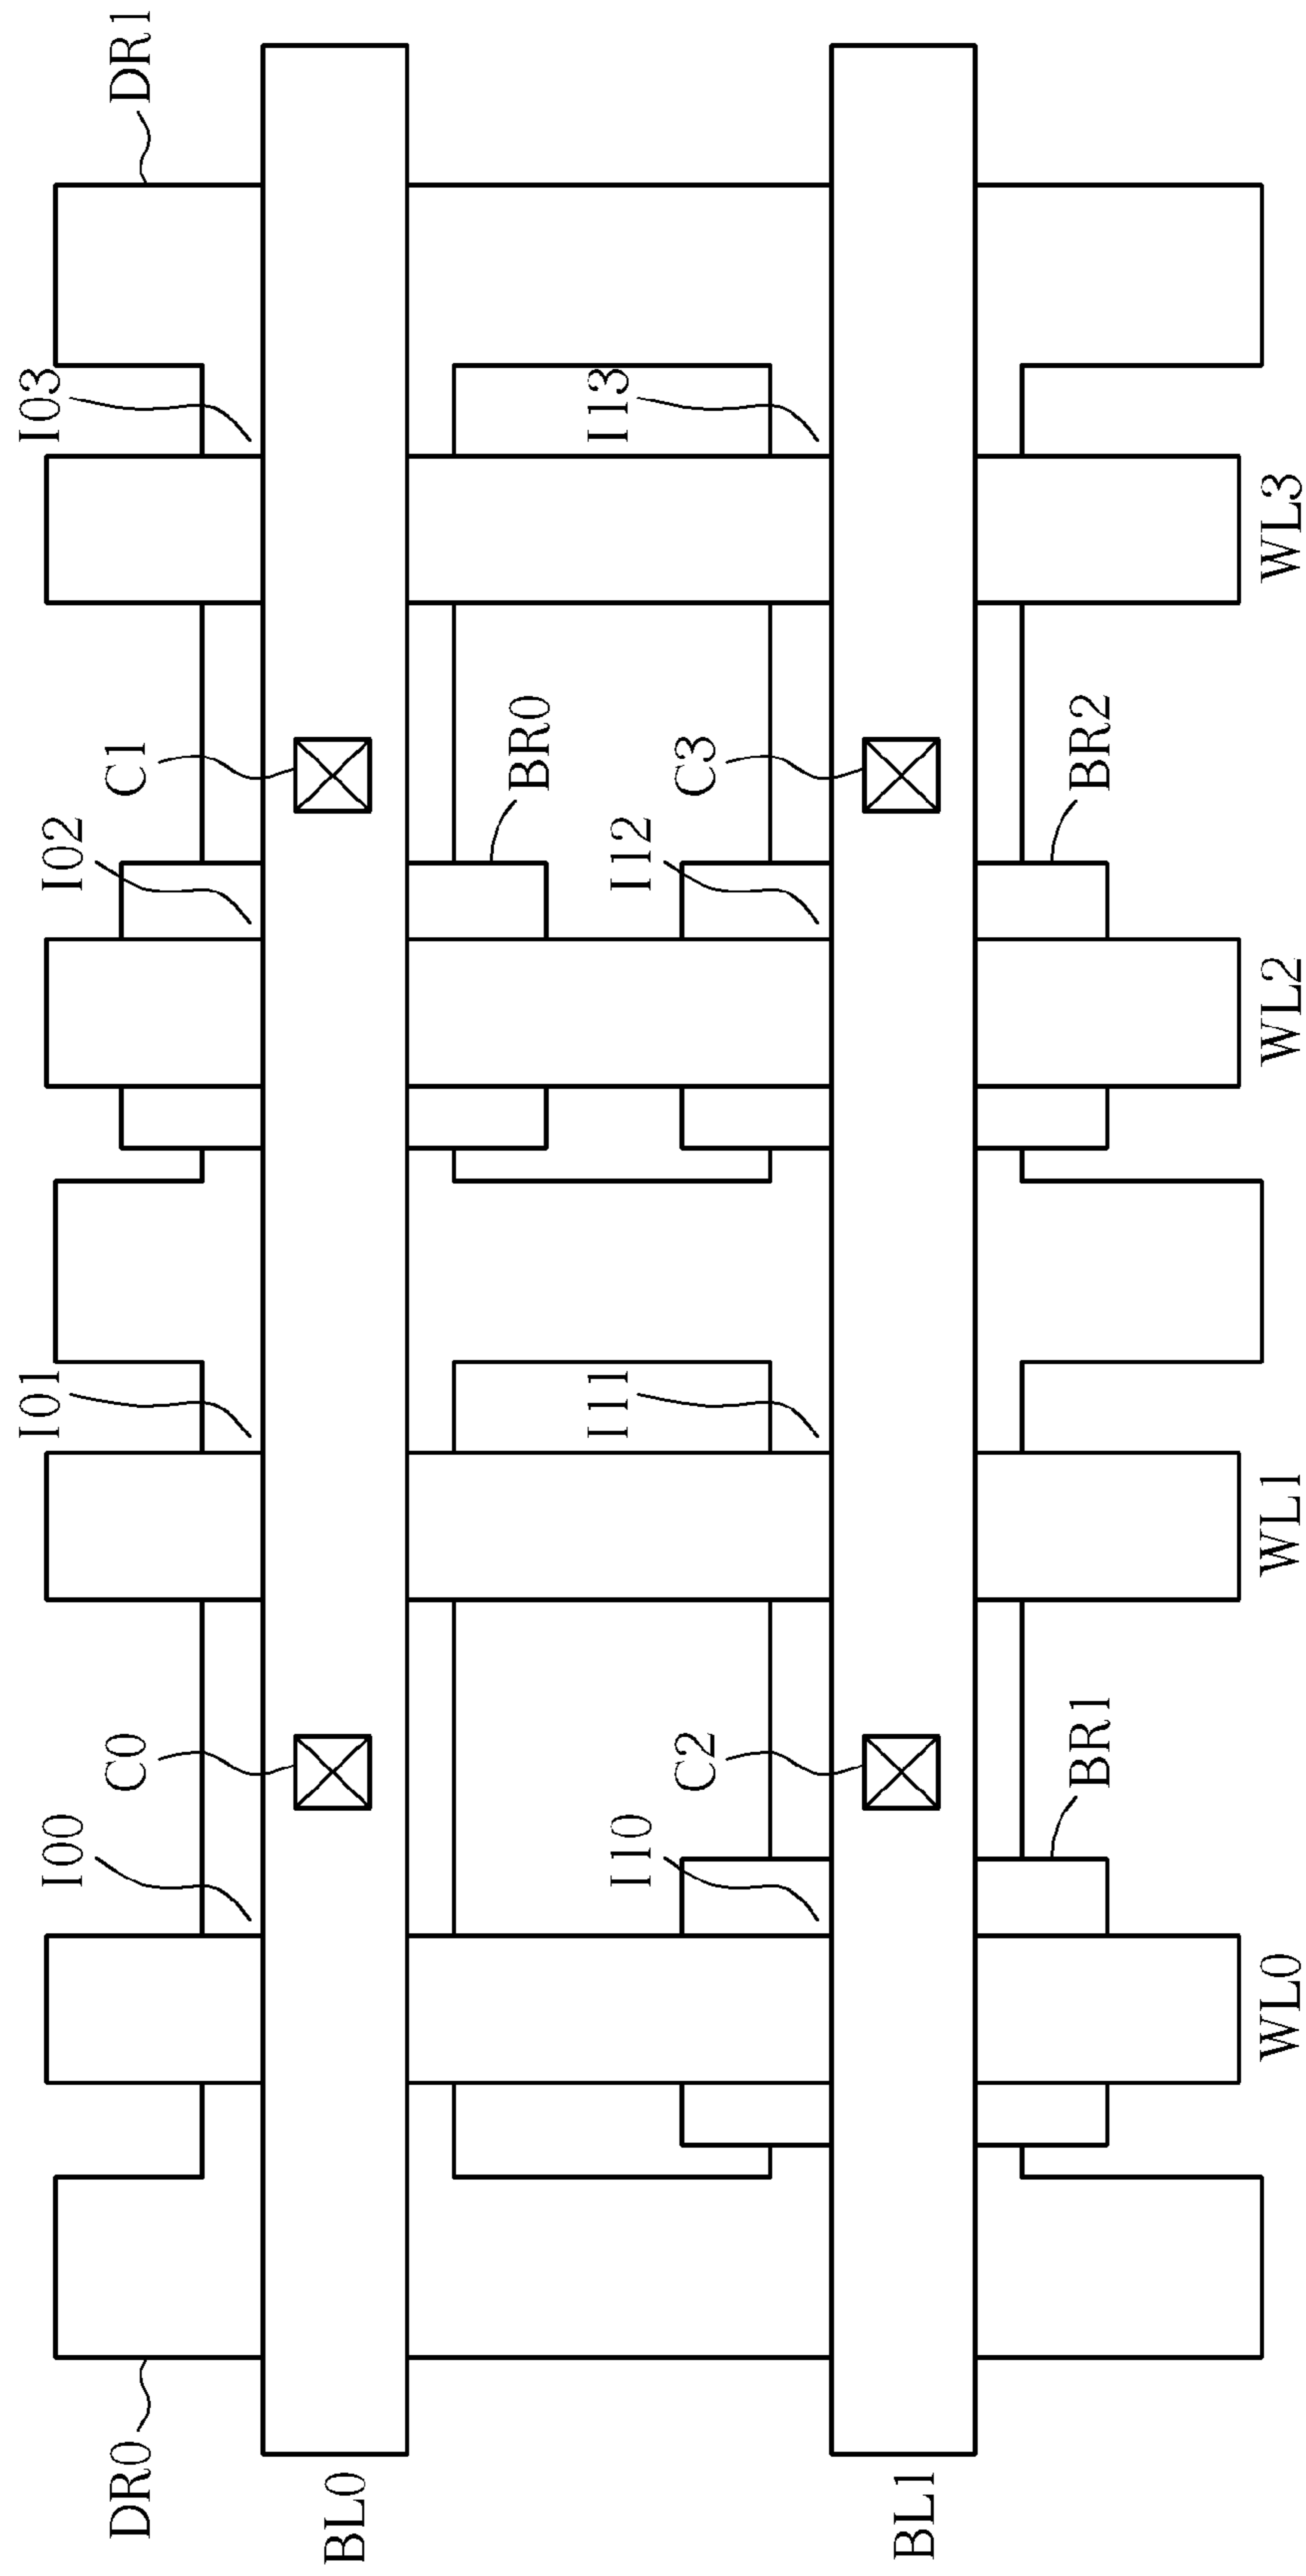 I01
I03
I00
I02
DR0
C0
C1
DR1
BL0
BR0
I11
I13
I10
I12
C2
C3
BL1
BR1
BR2
WL0
WL1
WL2
WL3